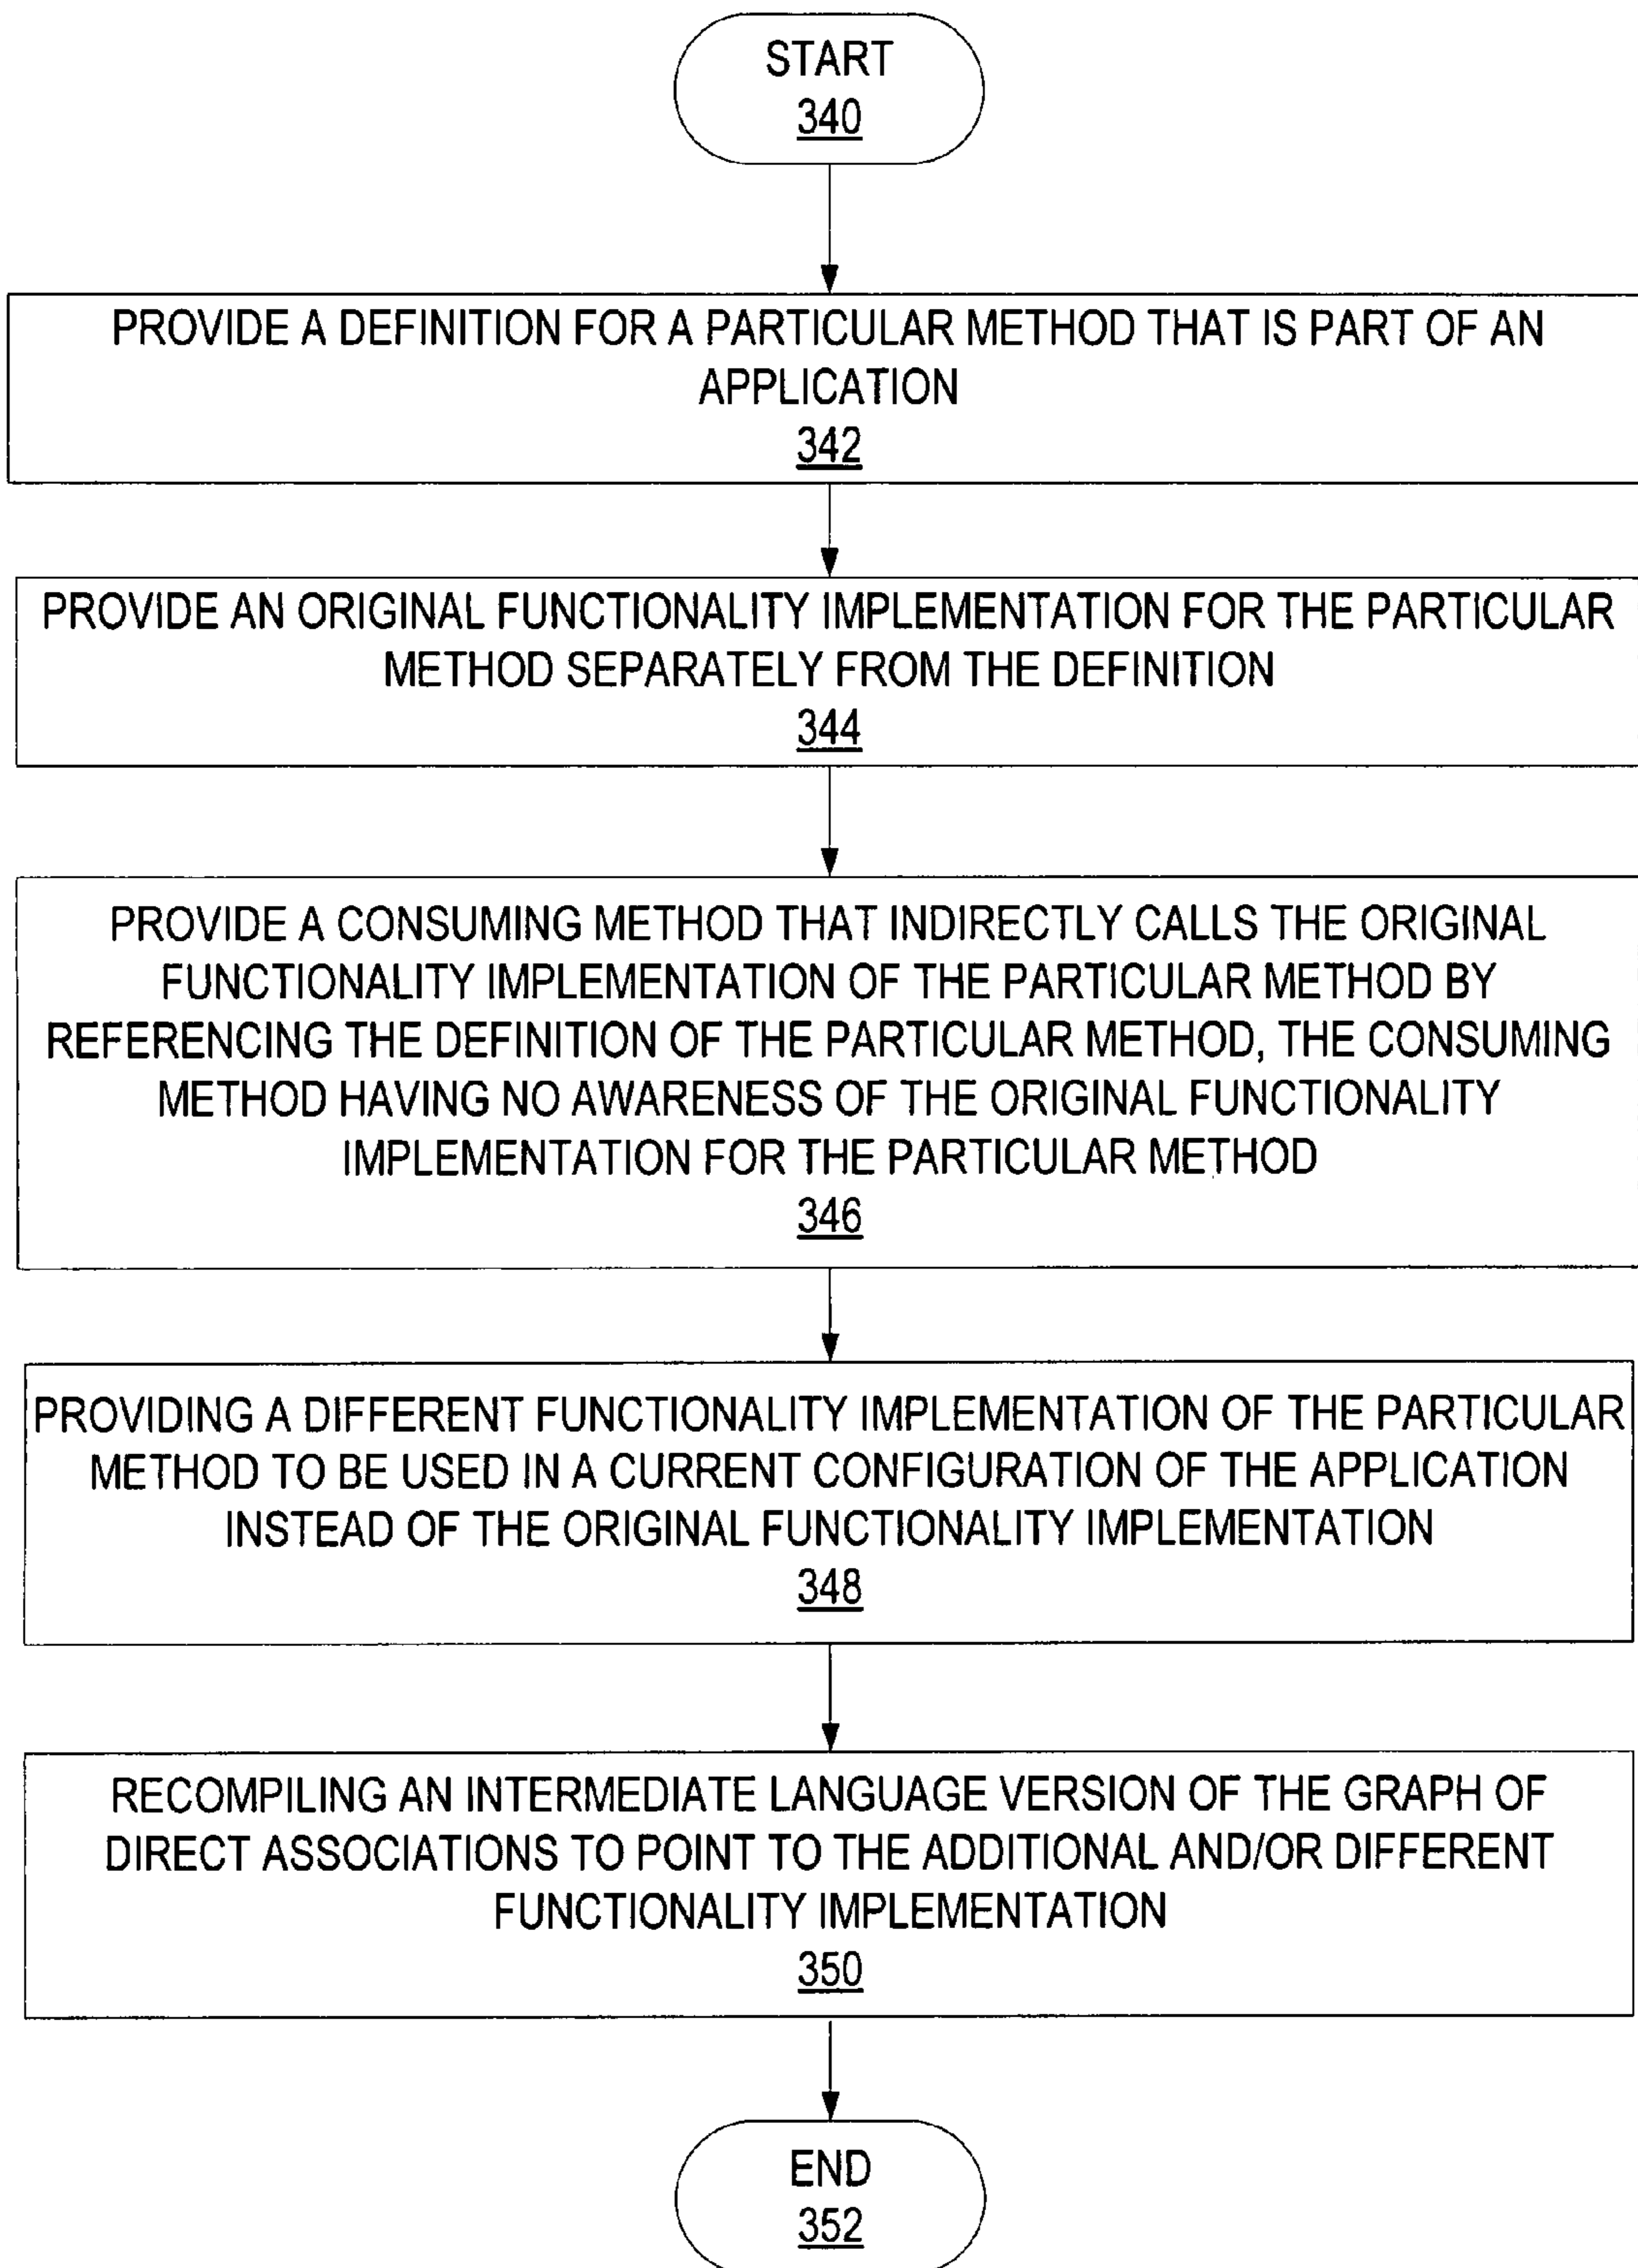 START
340
PROVIDE A DEFINITION FOR A PARTICULAR METHOD THAT IS PART OF AN
APPLICATION
342
PROVIDE AN ORIGINAL FUNCTIONALITY IMPLEMENTATION FOR THE PARTICULAR
METHOD SEPARATELY FROM THE DEFINITION
344
PROVIDE A CONSUMING METHOD THAT INDIRECTLY CALLS THE ORIGINAL
FUNCTIONALITY IMPLEMENTATION OF THE PARTICULAR METHOD BY
REFERENCING THE DEFINITION OF THE PARTICULAR METHOD, THE CONSUMING
METHOD HAVING NO AWARENESS OF THE ORIGINAL FUNCTIONALITY
IMPLEMENTATION FOR THE PARTICULAR METHOD
346
PROVIDING A DIFFERENT FUNCTIONALITY IMPLEMENTATION OF THE PARTICULAR
METHOD TO BE USED IN A CURRENT CONFIGURATION OF THE APPLICATION
INSTEAD OF THE ORIGINAL FUNCTIONALITY IMPLEMENTATION
348
RECOMPILING AN INTERMEDIATE LANGUAGE VERSION OF THE GRAPH OF
DIRECT ASSOCIATIONS TO POINT TO THE ADDITIONAL AND/OR DIFFERENT
FUNCTIONALITY IMPLEMENTATION
350
END
352